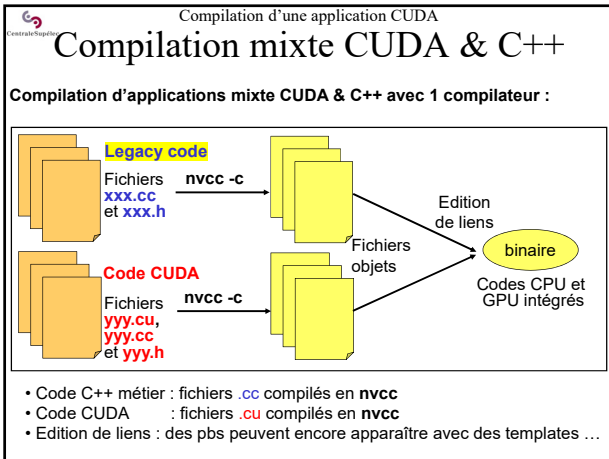 Compilation d'une application CUDA
CentraleSupélec
Compilation mixte CUDA & C++
Compilation d'applications mixte CUDA & C++ avec 1 compilateur :
Legacy code
Fichiers
xxx.cc
et xxx.h
nvcc -c
Code CUDA
Fichiers
yyy.cu,
yyy.cc
et yyy.h
nvcc -c
Fichiers
objets
Edition
de liens
binaire
Codes CPU et
GPU intégrés
• Code C++ métier : fichiers .cc compilés en nvcc
• Code CUDA : fichiers .cu compilés en nvcc
• Edition de liens : des pbs peuvent encore apparaître avec des templates …